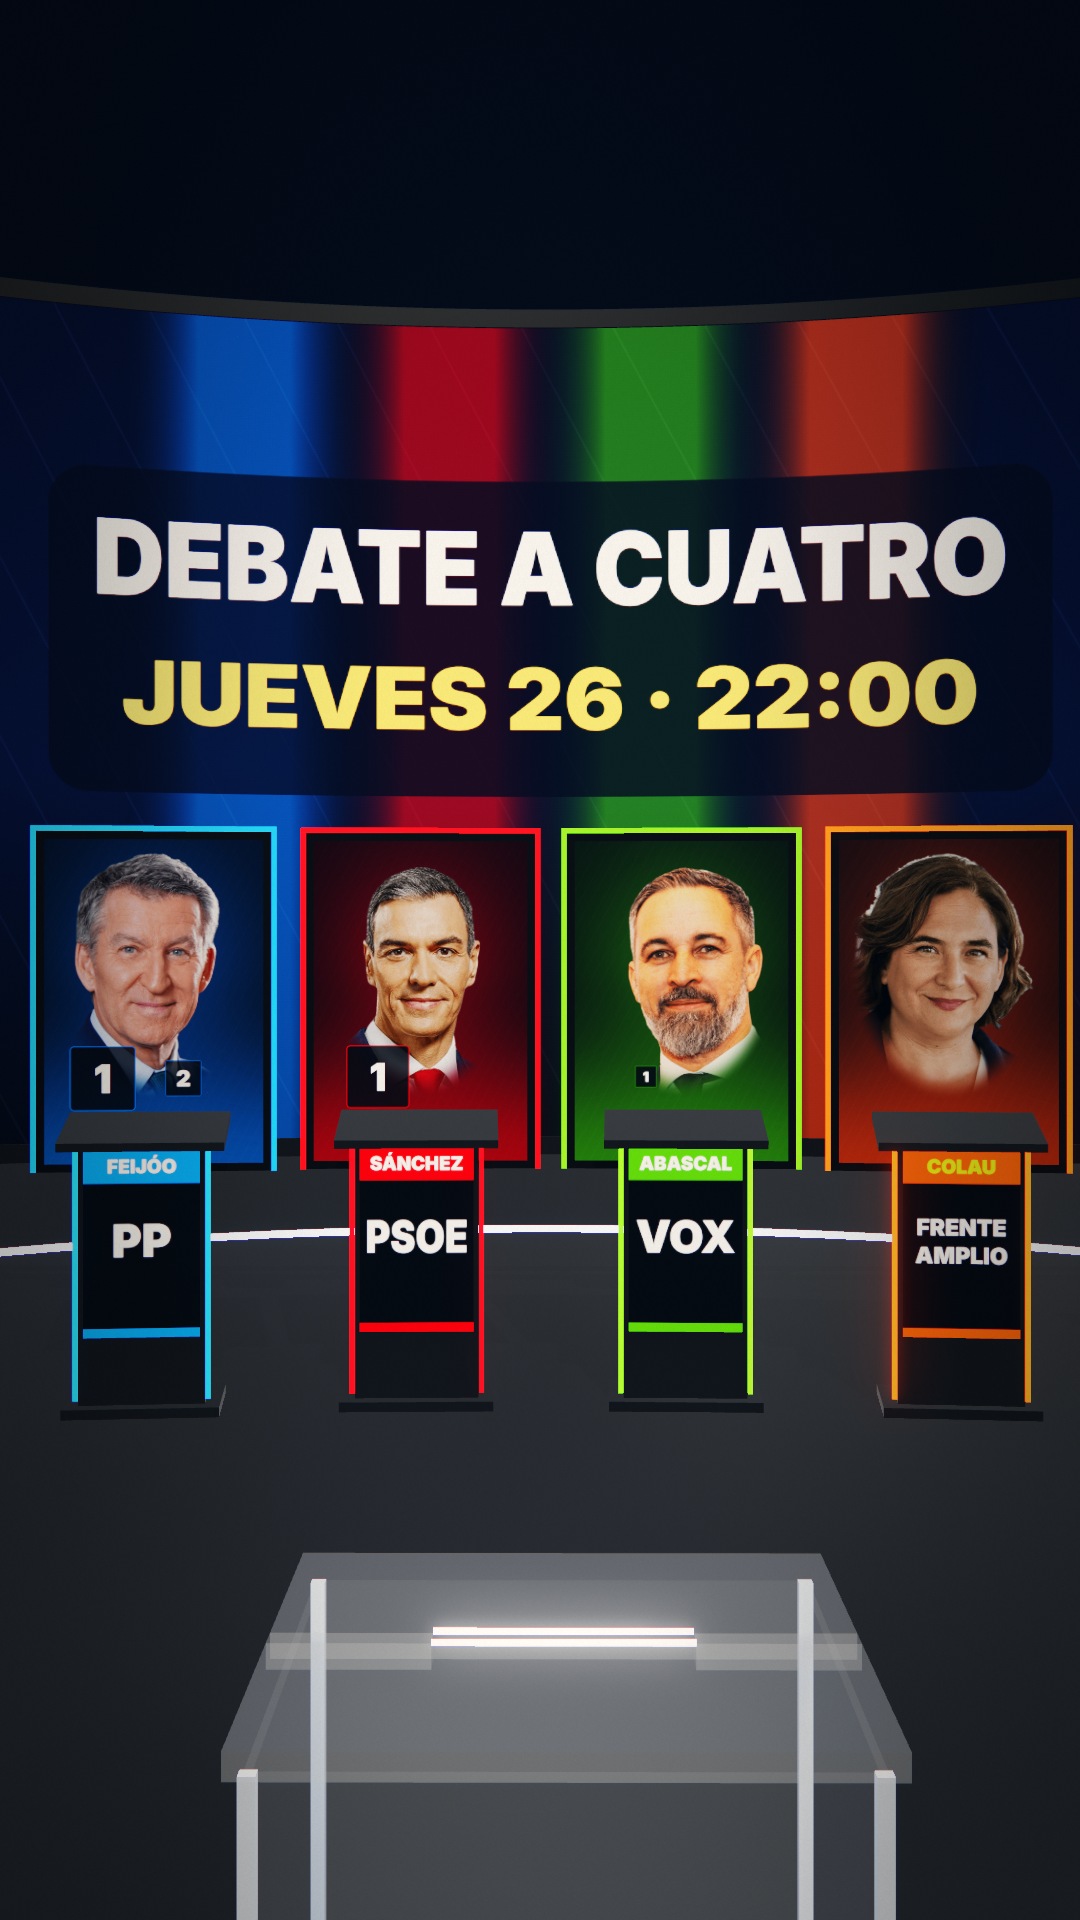 DEBATE A CUATRO
JUEVES 26 · 22:00
1
2
1
1
FEIJÓO
SÁNCHEZ
ABASCAL
COLAU
PP
PSOE
VOX
FRENTE
AMPLIO